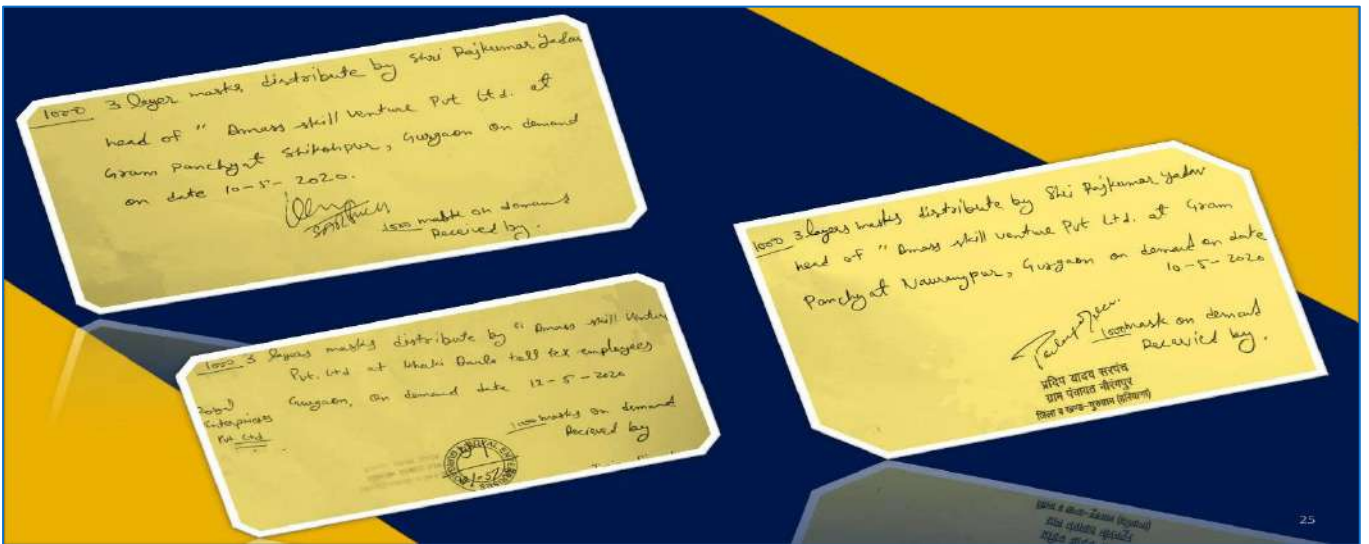 1000 3 layer masks distribute by Shri Rajkumar Yadav
head of " Amass skill venture Pvt Ltd. at
Gram Panchyat Shikohpur, Gurgaon on demand
on date 10-5-2020.
1000 mask on demand
Received by.
1000 3 layers masks distribute by " Amass skill Venture
Pvt. Ltd at Khaki Daula toll tex employees
Gurgaon, on demand date 12-5-2020
Enterprises
Pvt Ltd
1000 masks on demand
Recieved by
1000 3 layers masks distribute by Shri Rajkumar Yadav
head of " Amass skill venture Pvt Ltd. at Gram
Panchyat Naurangpur, Gurgaon on demand on date
10-5-2020
1000 mask on demand
Recevied by.
प्रदिप यादव सरपंच
ग्राम पंचायत नौरंगपुर
जिला व खण्ड-गुरुग्राम (हरियाणा)
25